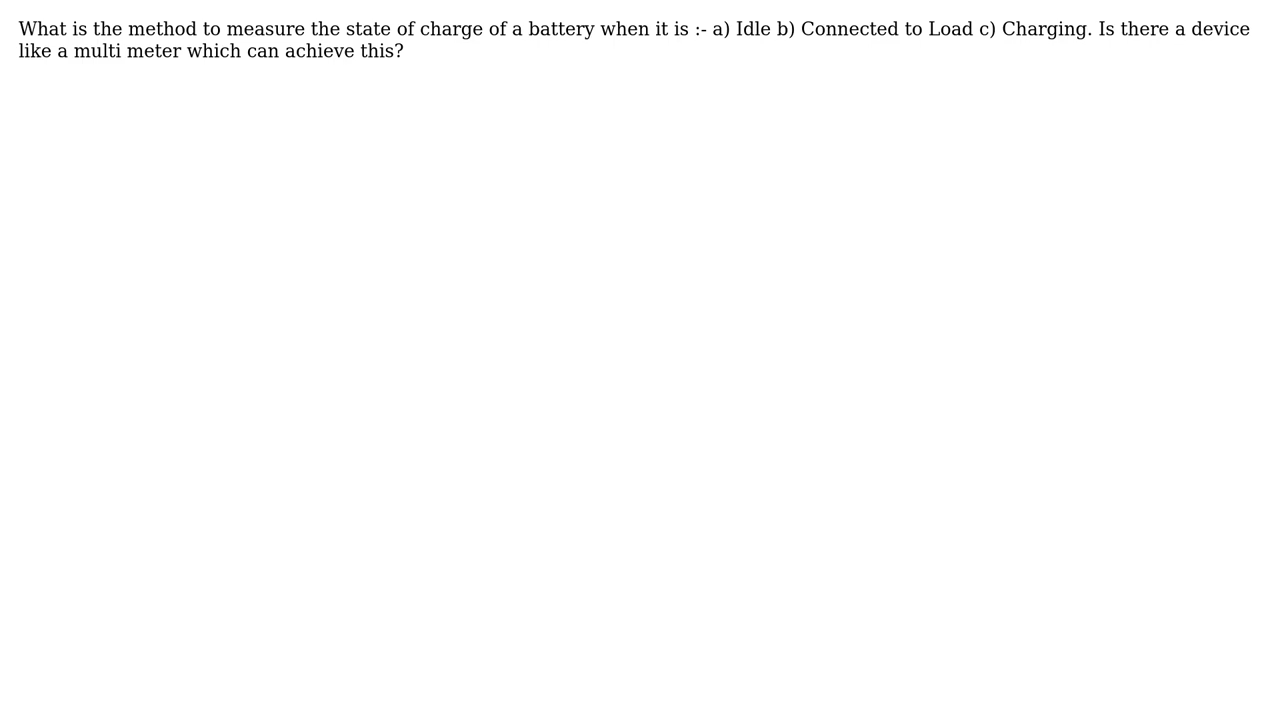 What is the method to measure the state of charge of a battery when it is :- a) Idle b) Connected to Load c) Charging. Is there a device
like a multi meter which can achieve this?